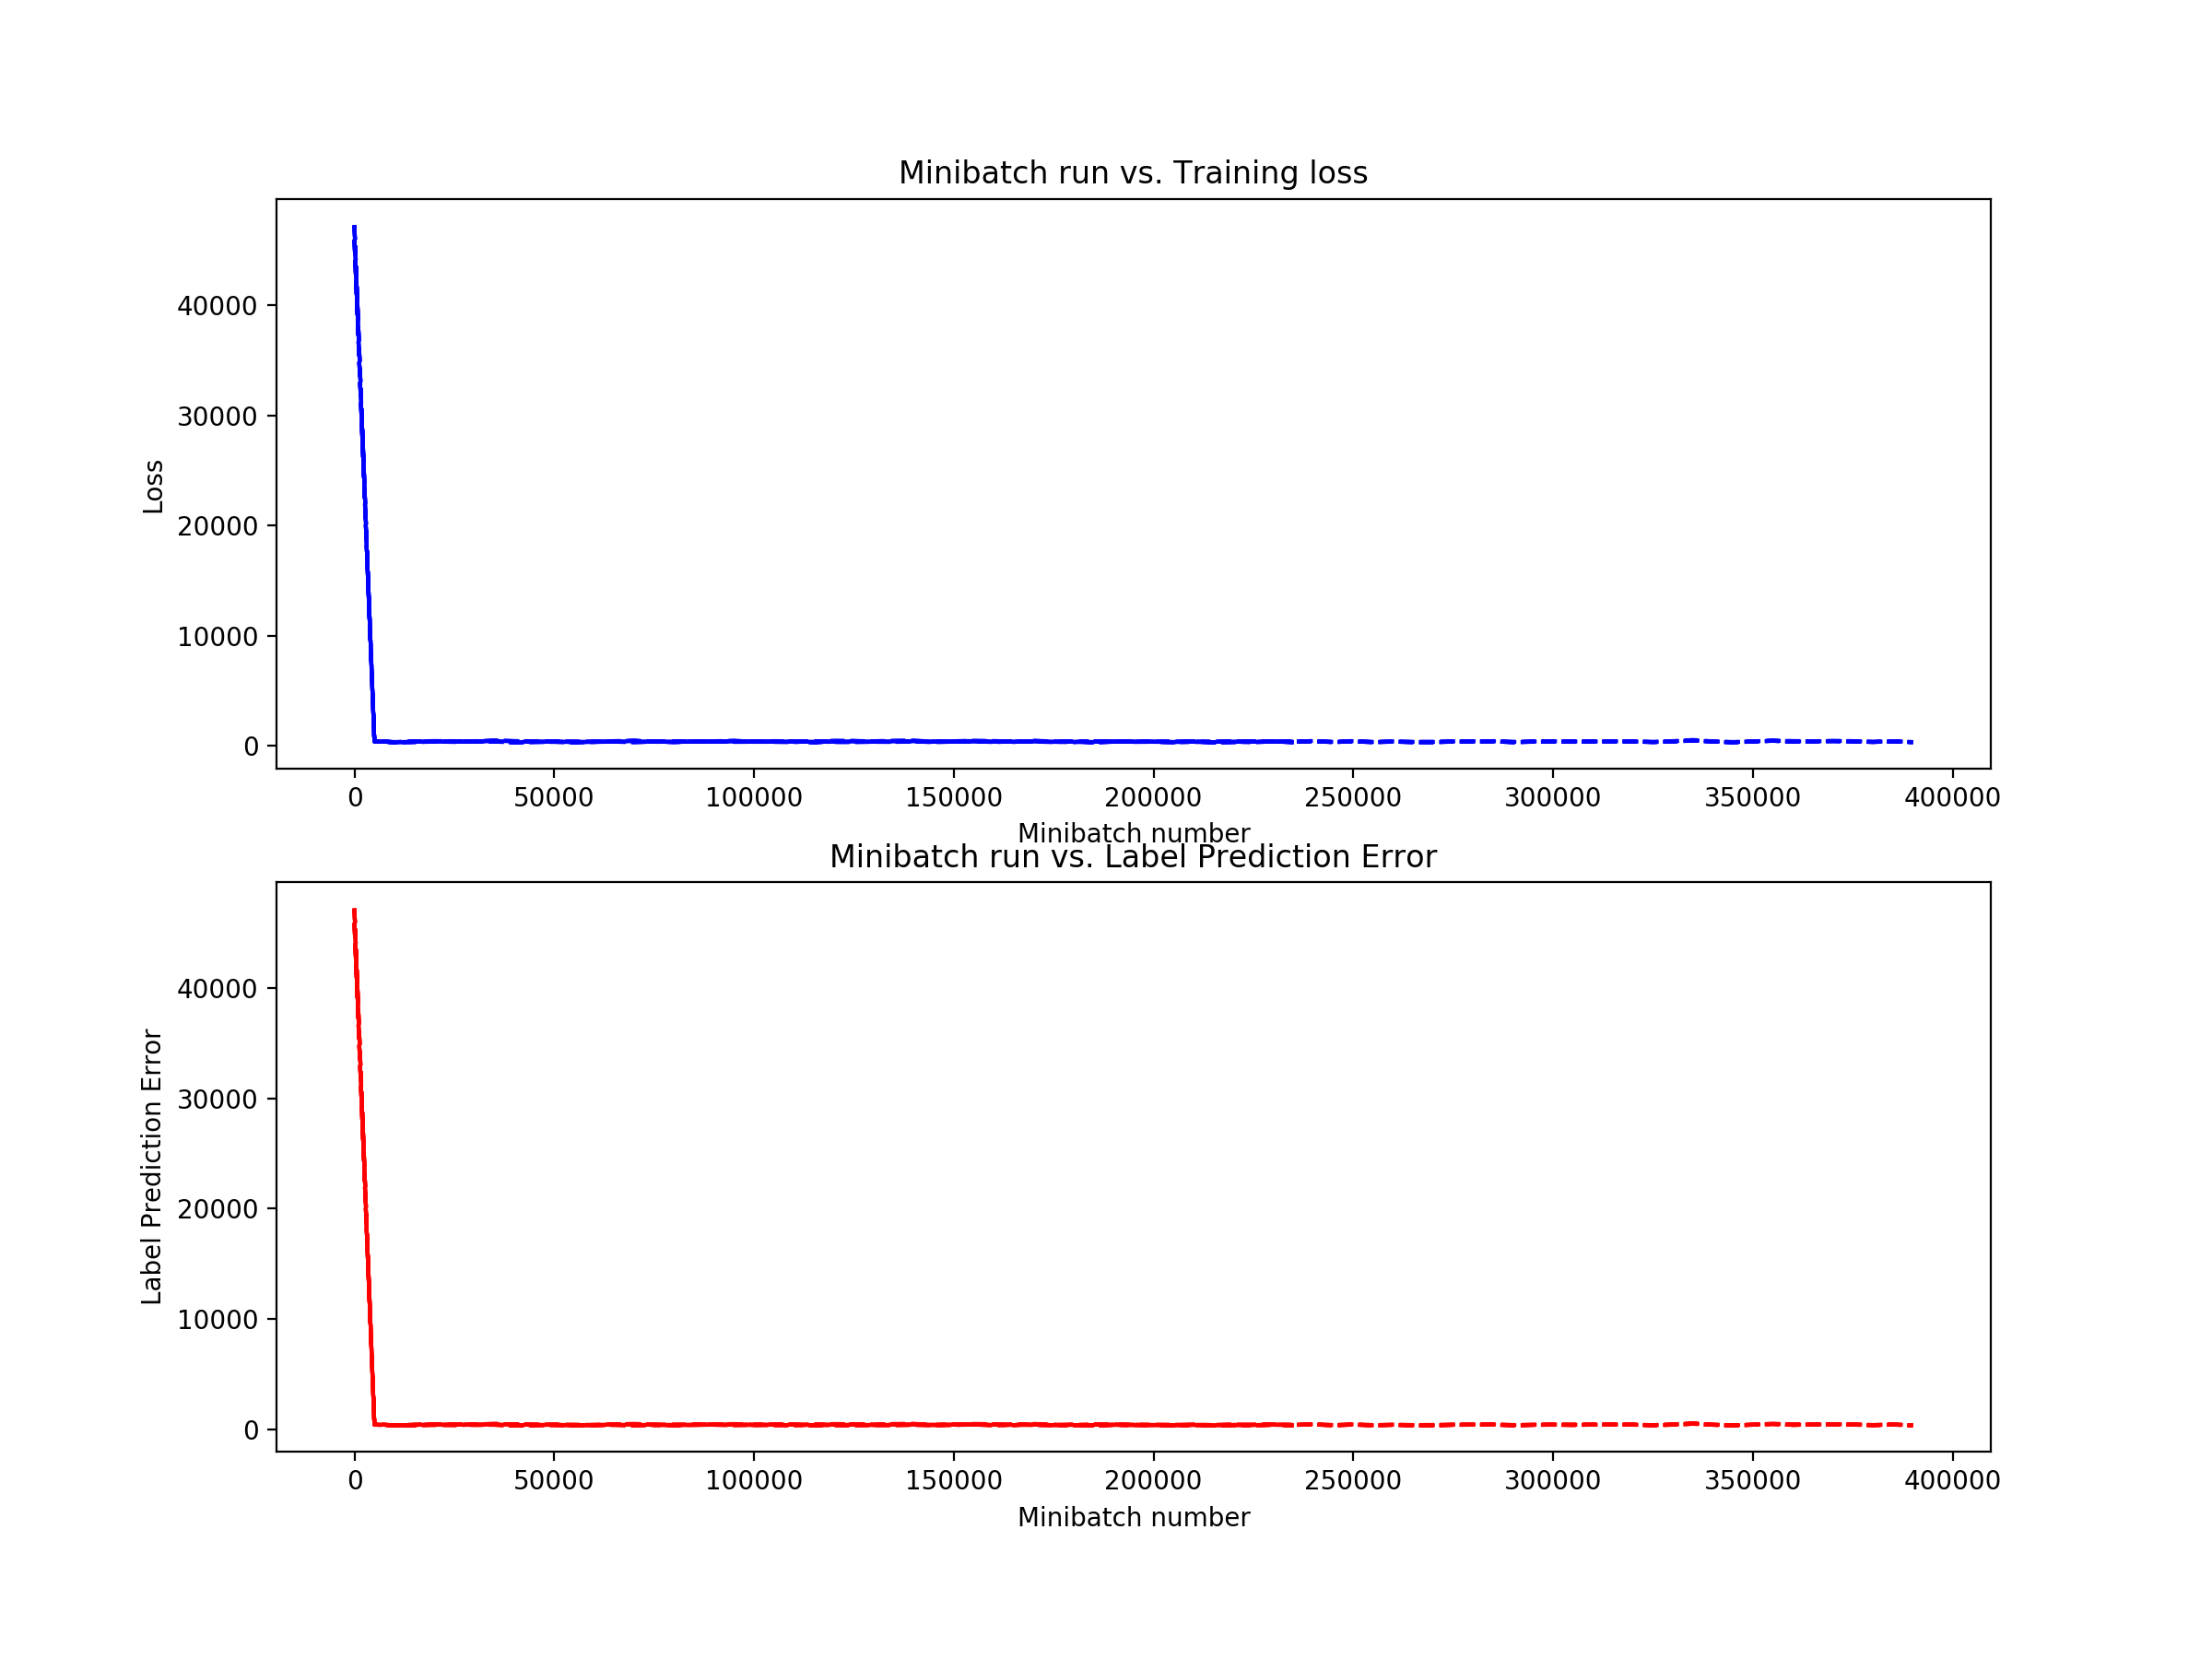 Minibatch run vs. Training loss
40000
30000
20000
10000
0
Loss
0 50000 100000 150000 200000 250000 300000 350000 400000
Minibatch number
Minibatch run vs. Label Prediction Error
40000
30000
20000
10000
0
Label Prediction Error
0 50000 100000 150000 200000 250000 300000 350000 400000
Minibatch number